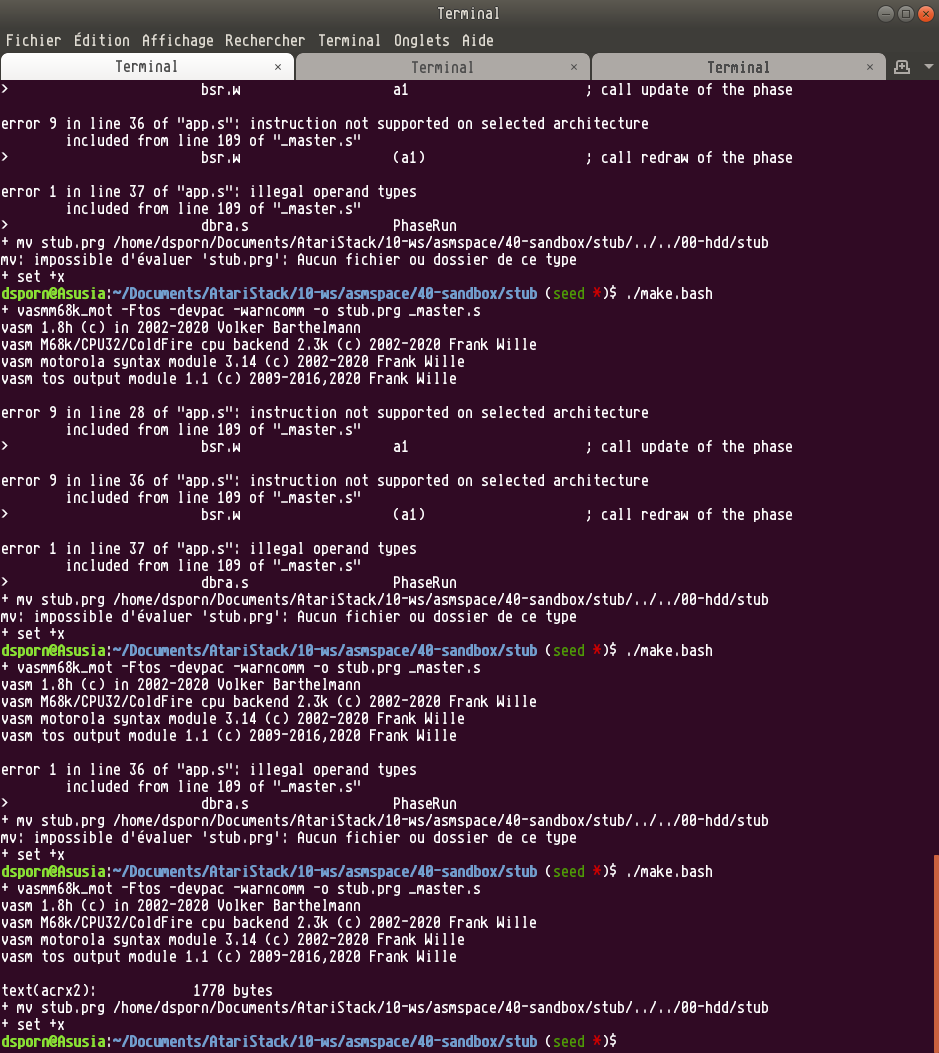 Terminal
Fichier Édition Affichage Rechercher Terminal Onglets Aide
Terminal × Terminal × Terminal ×
> bsr.w a1 ; call update of the phase
error 9 in line 36 of "app.s": instruction not supported on selected architecture
included from line 109 of "_master.s"
> bsr.w (a1) ; call redraw of the phase
error 1 in line 37 of "app.s": illegal operand types
included from line 109 of "_master.s"
> dbra.s PhaseRun
+ mv stub.prg /home/dsporn/Documents/AtariStack/10-ws/asmspace/40-sandbox/stub/../../00-hdd/stub
mv: impossible d'évaluer 'stub.prg': Aucun fichier ou dossier de ce type
+ set +x
dsporn@Asusia:~/Documents/AtariStack/10-ws/asmspace/40-sandbox/stub (seed *)$ ./make.bash
+ vasmm68k_mot -Ftos -devpac -warncomm -o stub.prg _master.s
vasm 1.8h (c) in 2002-2020 Volker Barthelmann
vasm M68k/CPU32/ColdFire cpu backend 2.3k (c) 2002-2020 Frank Wille
vasm motorola syntax module 3.14 (c) 2002-2020 Frank Wille
vasm tos output module 1.1 (c) 2009-2016,2020 Frank Wille
error 9 in line 28 of "app.s": instruction not supported on selected architecture
included from line 109 of "_master.s"
> bsr.w a1 ; call update of the phase
error 9 in line 36 of "app.s": instruction not supported on selected architecture
included from line 109 of "_master.s"
> bsr.w (a1) ; call redraw of the phase
error 1 in line 37 of "app.s": illegal operand types
included from line 109 of "_master.s"
> dbra.s PhaseRun
+ mv stub.prg /home/dsporn/Documents/AtariStack/10-ws/asmspace/40-sandbox/stub/../../00-hdd/stub
mv: impossible d'évaluer 'stub.prg': Aucun fichier ou dossier de ce type
+ set +x
dsporn@Asusia:~/Documents/AtariStack/10-ws/asmspace/40-sandbox/stub (seed *)$ ./make.bash
+ vasmm68k_mot -Ftos -devpac -warncomm -o stub.prg _master.s
vasm 1.8h (c) in 2002-2020 Volker Barthelmann
vasm M68k/CPU32/ColdFire cpu backend 2.3k (c) 2002-2020 Frank Wille
vasm motorola syntax module 3.14 (c) 2002-2020 Frank Wille
vasm tos output module 1.1 (c) 2009-2016,2020 Frank Wille
error 1 in line 36 of "app.s": illegal operand types
included from line 109 of "_master.s"
> dbra.s PhaseRun
+ mv stub.prg /home/dsporn/Documents/AtariStack/10-ws/asmspace/40-sandbox/stub/../../00-hdd/stub
mv: impossible d'évaluer 'stub.prg': Aucun fichier ou dossier de ce type
+ set +x
dsporn@Asusia:~/Documents/AtariStack/10-ws/asmspace/40-sandbox/stub (seed *)$ ./make.bash
+ vasmm68k_mot -Ftos -devpac -warncomm -o stub.prg _master.s
vasm 1.8h (c) in 2002-2020 Volker Barthelmann
vasm M68k/CPU32/ColdFire cpu backend 2.3k (c) 2002-2020 Frank Wille
vasm motorola syntax module 3.14 (c) 2002-2020 Frank Wille
vasm tos output module 1.1 (c) 2009-2016,2020 Frank Wille
text(acrx2): 1770 bytes
+ mv stub.prg /home/dsporn/Documents/AtariStack/10-ws/asmspace/40-sandbox/stub/../../00-hdd/stub
+ set +x
dsporn@Asusia:~/Documents/AtariStack/10-ws/asmspace/40-sandbox/stub (seed *)$